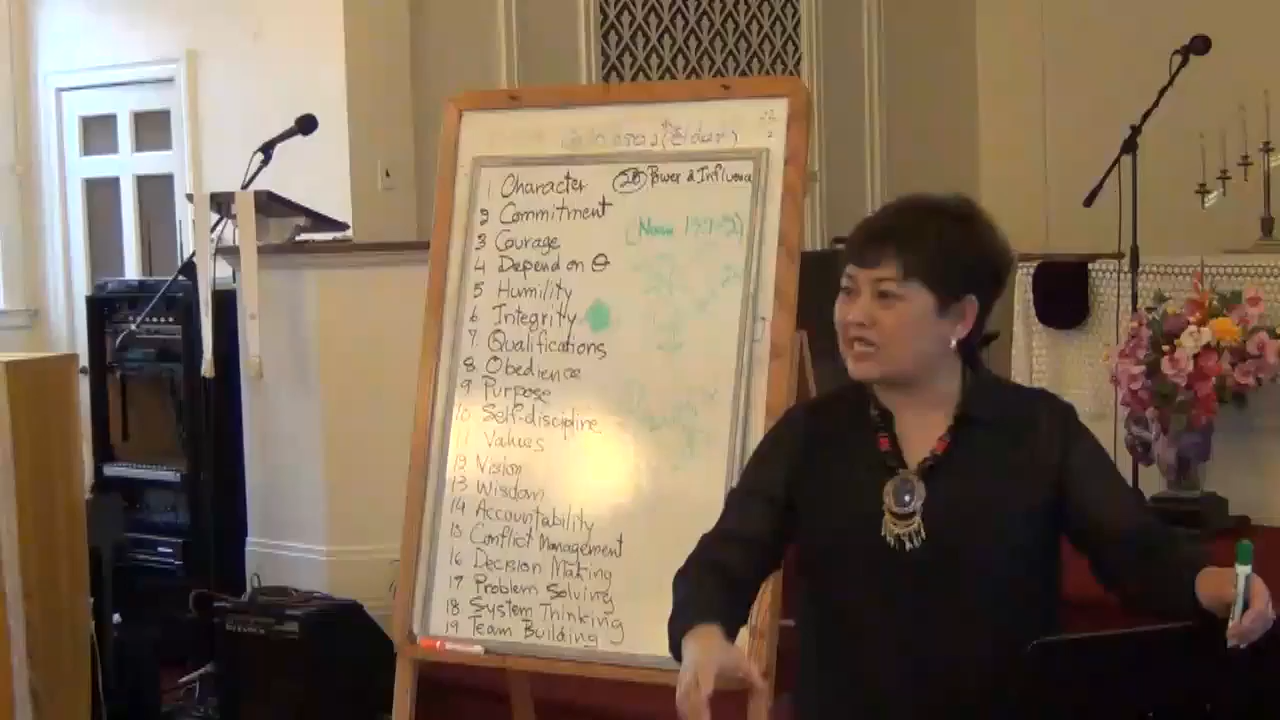 1 Character
2 Commitment
3 Courage
4 Depend on Θ
5 Humility
6 Integrity
7. Qualifications
8. Obedience
9 Purpose
10 Self-discipline
11 Values
12 Vision
13 Wisdom
14 Accountability
15 Conflict Management
16 Decision Making
17 Problem Solving
18 System Thinking
19 Team Building
20 Power & Influence